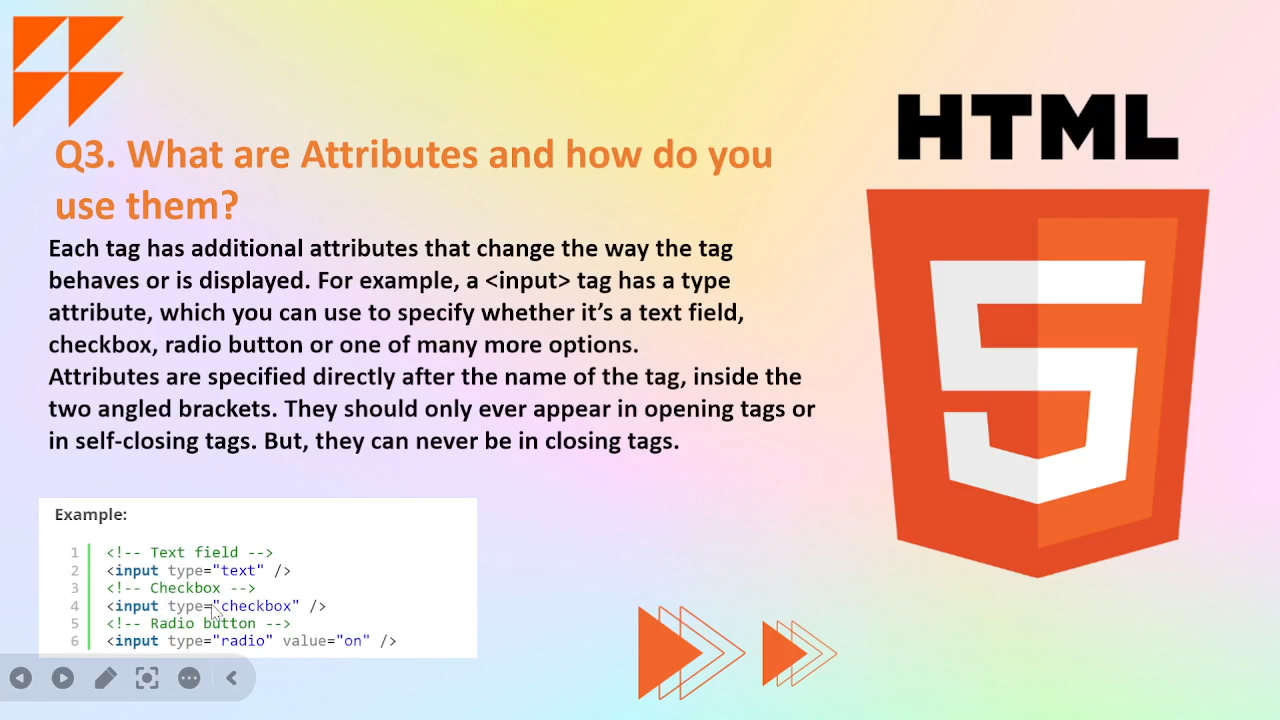 HTML
5
Q3. What are Attributes and how do you
use them?
Each tag has additional attributes that change the way the tag
behaves or is displayed. For example, a <input> tag has a type
attribute, which you can use to specify whether it’s a text field,
checkbox, radio button or one of many more options.
Attributes are specified directly after the name of the tag, inside the
two angled brackets. They should only ever appear in opening tags or
in self-closing tags. But, they can never be in closing tags.
Example:
1 <!-- Text field -->
2 <input type="text" />
3 <!-- Checkbox -->
4 <input type="checkbox" />
5 <!-- Radio button -->
6 <input type="radio" value="on" />